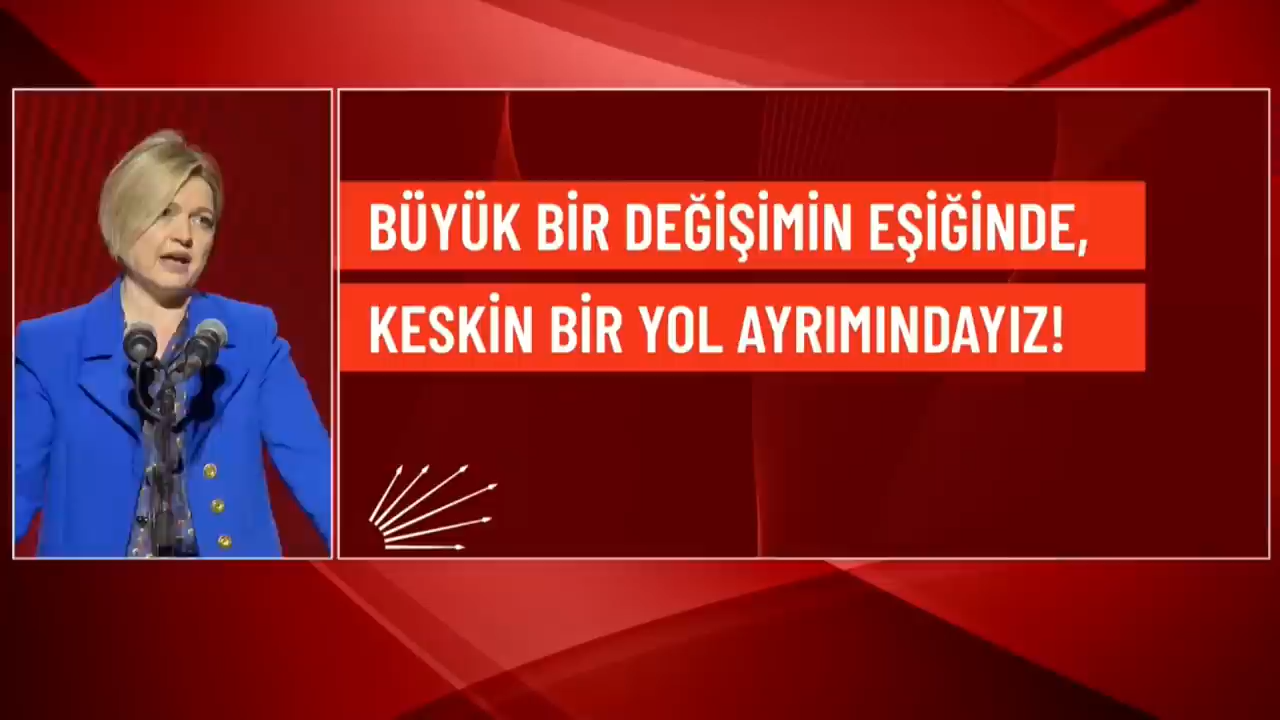 BÜYÜK BİR DEĞİŞİMİN EŞİĞİNDE,
KESKİN BİR YOL AYRIMINDAYIZ!